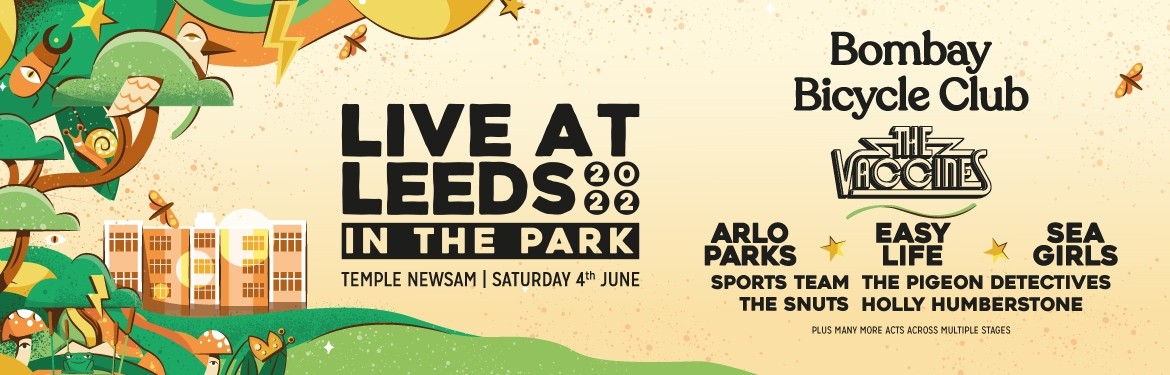 LIVE AT
LEEDS 2022
IN THE PARK
TEMPLE NEWSAM | SATURDAY 4th JUNE
Bombay
Bicycle Club
THE
VACCINES
ARLO PARKS
EASY LIFE
SEA GIRLS
SPORTS TEAM THE PIGEON DETECTIVES
THE SNUTS HOLLY HUMBERSTONE
PLUS MANY MORE ACTS ACROSS MULTIPLE STAGES